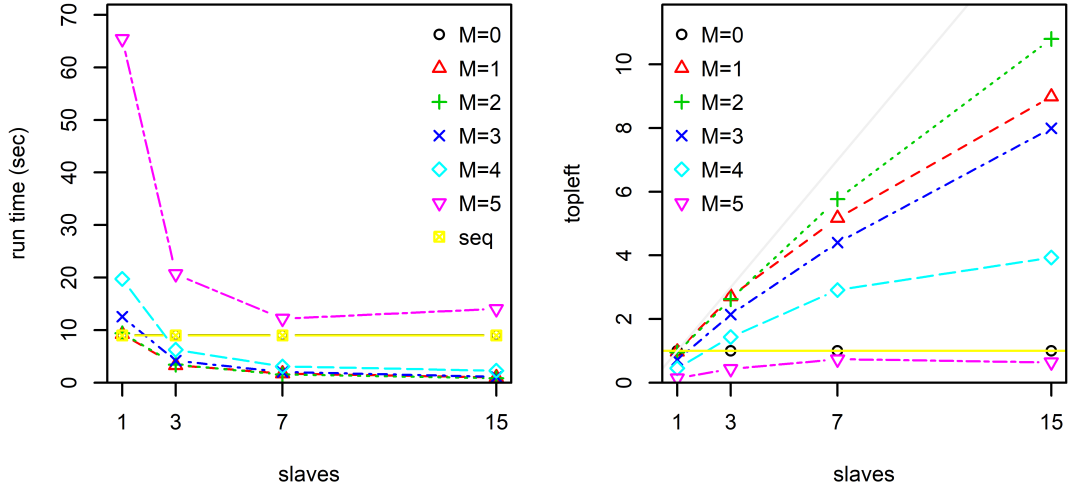 70
60
50
40
30
20
10
0
run time (sec)
M=0
M=1
M=2
M=3
M=4
M=5
seq
1 3 7 15
slaves
10
8
6
4
2
0
topleft
M=0
M=1
M=2
M=3
M=4
M=5
1 3 7 15
slaves